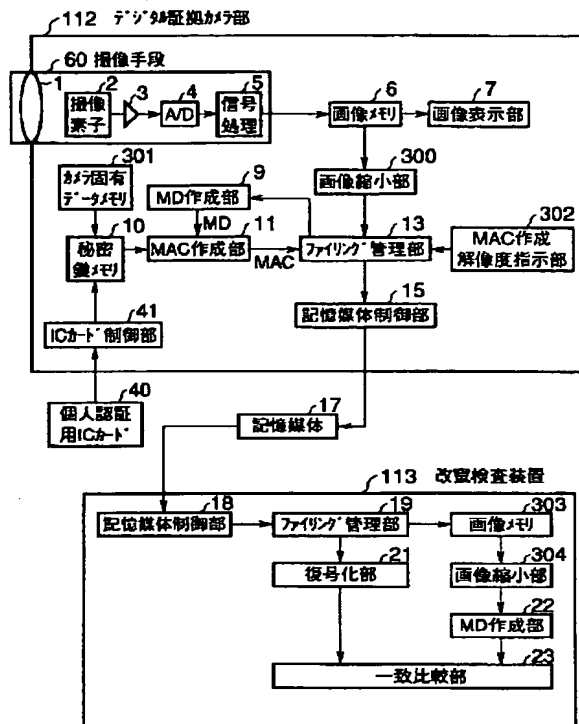 112 デジタル証拠カメラ部
60 撮像手段
1
2
3
4
5
6
7
撮像
素子
A/D
信号
処理
画像メモリ
画像表示部
301
9
300
カメラ固有
データメモリ
MD作成部
画像縮小部
10
MD
11
13
302
秘密
鍵メモリ
MAC作成部
MAC
ファイリング管理部
MAC作成
解像度指示部
41
15
ICカード制御部
記憶媒体制御部
40
個人認証
用ICカード
17
記憶媒体
113 改竄検査装置
18
19
303
記憶媒体制御部
ファイリング管理部
画像メモリ
21
304
復号化部
画像縮小部
22
MD作成部
23
一致比較部